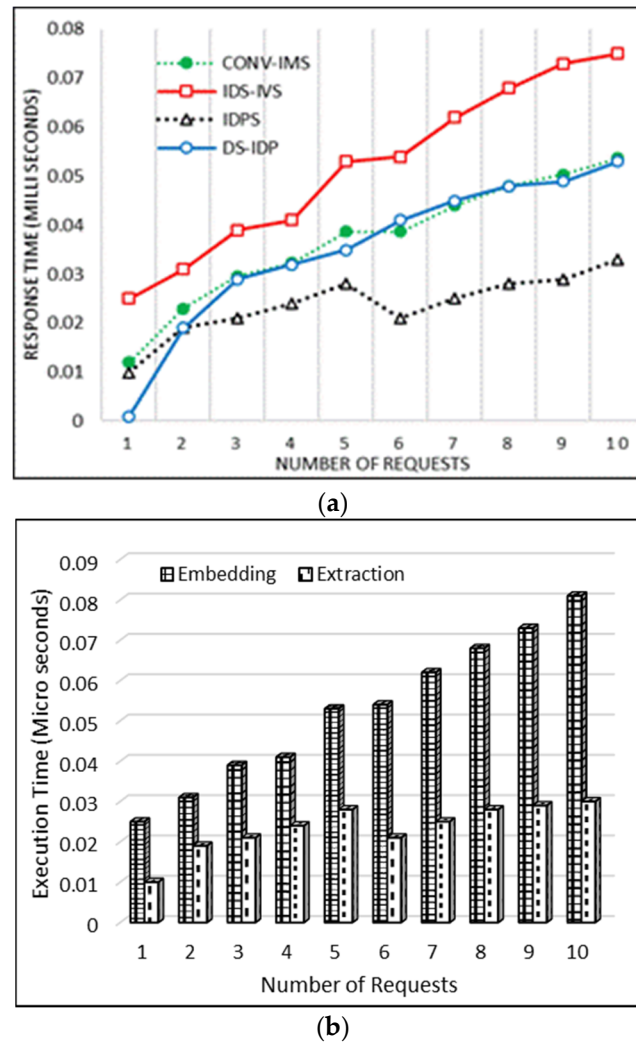 0.08
0.07
0.06
0.05
0.04
0.03
0.02
0.01
0
RESPONSE TIME (MILLI SECONDS)
CONV-IMS
IDS-IVS
IDPS
DS-IDP
1 2 3 4 5 6 7 8 9 10
NUMBER OF REQUESTS
(a)
0.09
0.08
0.07
0.06
0.05
0.04
0.03
0.02
0.01
0
Execution Time (Micro seconds)
Embedding Extraction
1 2 3 4 5 6 7 8 9 10
Number of Requests
(b)